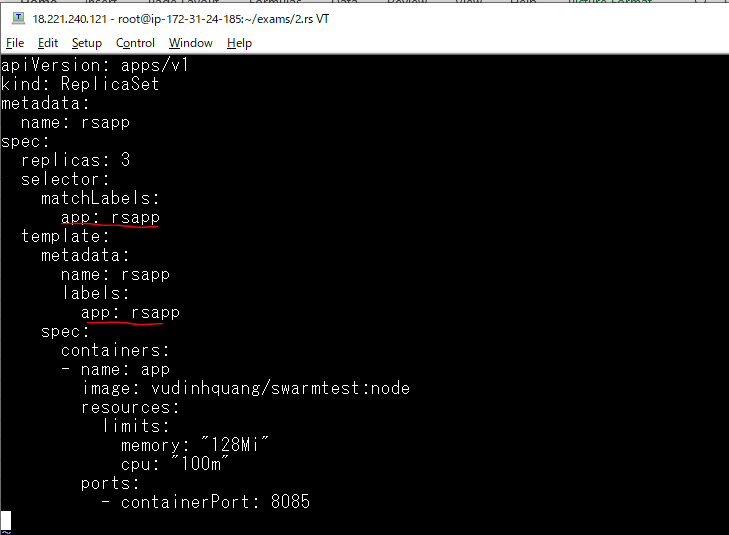 18.221.240.121 - root@ip-172-31-24-185:~/exams/2.rs VT
File Edit Setup Control Window Help
apiVersion: apps/v1
kind: ReplicaSet
metadata:
  name: rsapp
spec:
  replicas: 3
  selector:
    matchLabels:
      app: rsapp
  template:
    metadata:
      name: rsapp
      labels:
        app: rsapp
    spec:
      containers:
      - name: app
        image: vudinhquang/swarmtest:node
        resources:
          limits:
            memory: "128Mi"
            cpu: "100m"
        ports:
          - containerPort: 8085
~